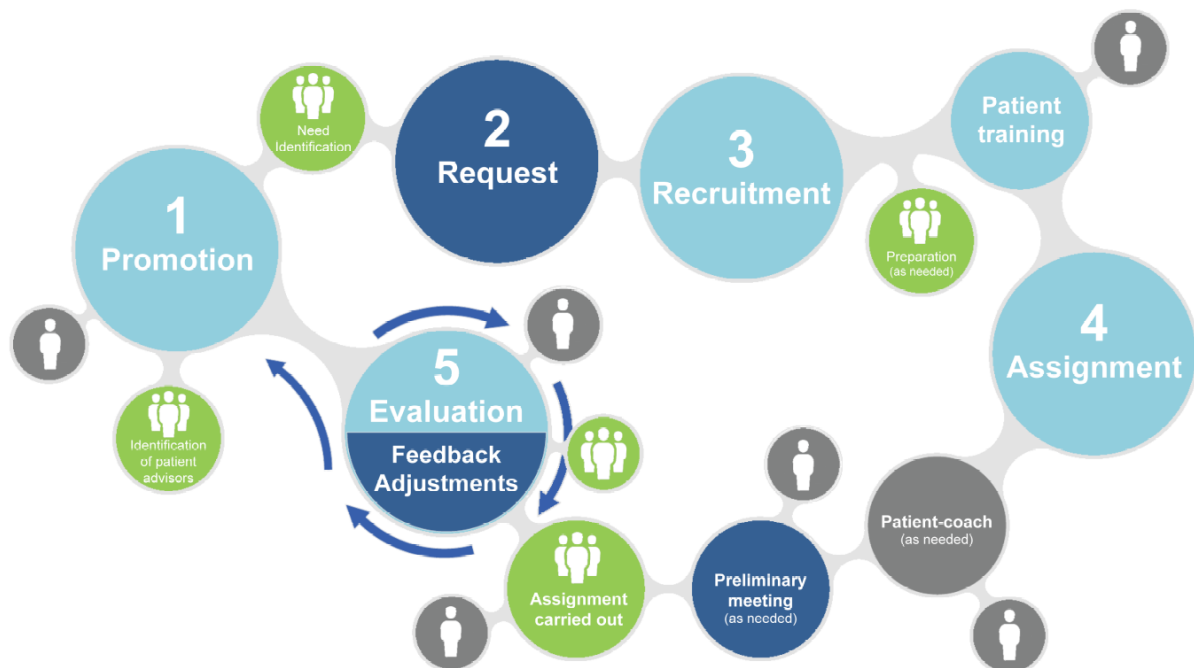 1
Promotion
Need
Identification
2
Request
3
Recruitment
Patient
training
Preparation
(as needed)
4
Assignment
Patient-coach
(as needed)
Preliminary
meeting
(as needed)
Assignment
carried out
5
Evaluation
Feedback
Adjustments
Identification
of patient
advisors